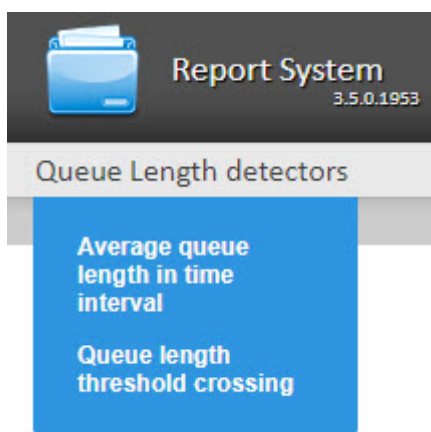 Report System
3.5.0.1953
Queue Length detectors
Average queue
length in time
interval
Queue length
threshold crossing